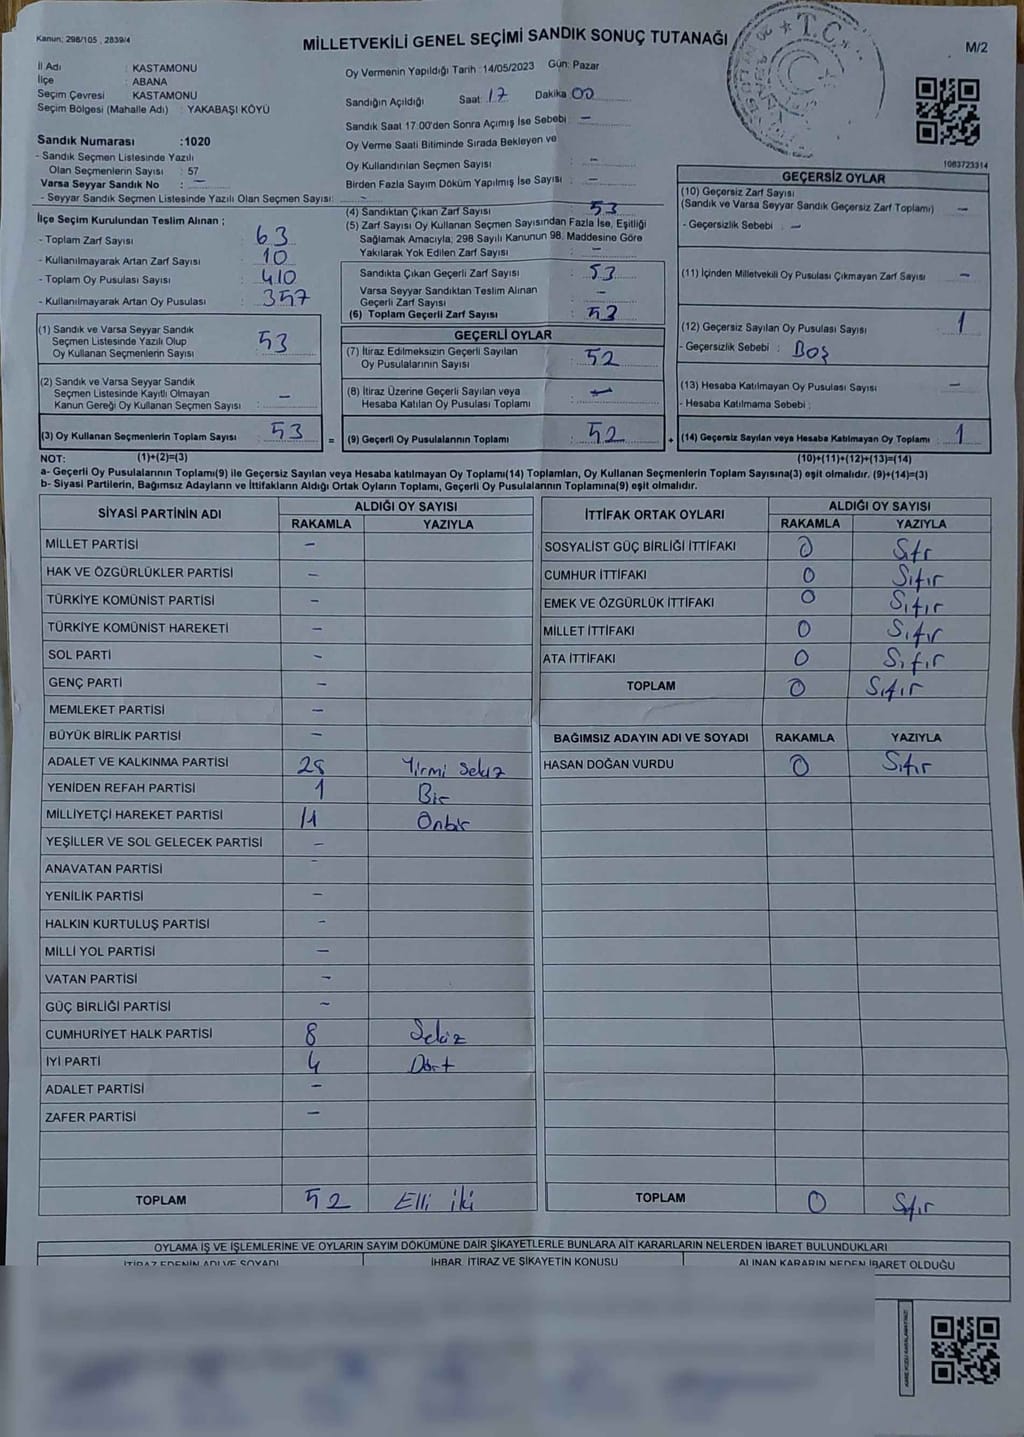 Kanun: 298/105, 2839/4
MİLLETVEKİLİ GENEL SEÇİMİ SANDIK SONUÇ TUTANAĞI
T.C.
M/2
İl Adı : KASTAMONU
İlçe : ABANA
Seçim Çevresi : KASTAMONU
Seçim Bölgesi (Mahalle Adı) : YAKABAŞI KÖYÜ
Oy Vermenin Yapıldığı Tarih :14/05/2023 Gün: Pazar
Sandığın Açıldığı Saat: 17 Dakika 00
Sandık Saat 17:00'den Sonra Açımış İse Sebebi : -
Oy Verme Saati Bitiminde Sırada Bekleyen ve
Oy Kullandırılan Seçmen Sayısı : -
Birden Fazla Sayım Döküm Yapılmış İse Sayısı : -
Sandık Numarası :1020
- Sandık Seçmen Listesinde Yazılı
Olan Seçmenlerin Sayısı : 57
Varsa Seyyar Sandık No : -
- Seyyar Sandık Seçmen Listesinde Yazılı Olan Seçmen Sayısı: -
1063723314
İlçe Seçim Kurulundan Teslim Alınan ;
- Toplam Zarf Sayısı : 63
- Kullanılmayarak Artan Zarf Sayısı : 10
- Toplam Oy Pusulası Sayısı : 410
- Kullanılmayarak Artan Oy Pusulası : 357
(1) Sandık ve Varsa Seyyar Sandık
Seçmen Listesinde Yazılı Olup
Oy Kullanan Seçmenlerin Sayısı : 53
(2) Sandık ve Varsa Seyyar Sandık
Seçmen Listesinde Kayıtlı Olmayan
Kanun Gereği Oy Kullanan Seçmen Sayısı : -
(3) Oy Kullanan Seçmenlerin Toplam Sayısı : 53
(4) Sandıktan Çıkan Zarf Sayısı : 53
(5) Zarf Sayısı Oy Kullanan Seçmen Sayısından Fazla İse, Eşitliği
Sağlamak Amacıyla, 298 Sayılı Kanunun 98. Maddesine Göre
Yakılarak Yok Edilen Zarf Sayısı : -
Sandıkta Çıkan Geçerli Zarf Sayısı : 53
Varsa Seyyar Sandıktan Teslim Alınan
Geçerli Zarf Sayısı : -
(6) Toplam Geçerli Zarf Sayısı : 53
GEÇERLİ OYLAR
(7) İtiraz Edilmeksizin Geçerli Sayılan
Oy Pusulalarının Sayısı : 52
(8) İtiraz Üzerine Geçerli Sayılan veya
Hesaba Katılan Oy Pusulası Toplamı : -
= (9) Geçerli Oy Pusulalarının Toplamı : 52
GEÇERSİZ OYLAR
(10) Geçersiz Zarf Sayısı
(Sandık ve Varsa Seyyar Sandık Geçersiz Zarf Toplamı) -
- Geçersizlik Sebebi : -
(11) İçinden Milletvekili Oy Pusulası Çıkmayan Zarf Sayısı -
(12) Geçersiz Sayılan Oy Pusulası Sayısı : 1
- Geçersizlik Sebebi : Boş
(13) Hesaba Katılmayan Oy Pusulası Sayısı : -
- Hesaba Katılmama Sebebi :
+ (14) Geçersiz Sayılan veya Hesaba Katılmayan Oy Toplamı : 1
NOT: (1)+(2)=(3) (10)+(11)+(12)+(13)=(14)
a- Geçerli Oy Pusulalarının Toplamı(9) ile Geçersiz Sayılan veya Hesaba katılmayan Oy Toplamı(14) Toplamları, Oy Kullanan Seçmenlerin Toplam Sayısına(3) eşit olmalıdır. (9)+(14)=(3)
b- Siyasi Partilerin, Bağımsız Adayların ve İttifakların Aldığı Ortak Oyların Toplamı, Geçerli Oy Pusulalarının Toplamına(9) eşit olmalıdır.
SİYASİ PARTİNİN ADI ALDIĞI OY SAYISI
RAKAMLA YAZIYLA
MİLLET PARTİSİ -
HAK VE ÖZGÜRLÜKLER PARTİSİ -
TÜRKİYE KOMÜNİST PARTİSİ -
TÜRKİYE KOMÜNİST HAREKETİ -
SOL PARTİ -
GENÇ PARTİ -
MEMLEKET PARTİSİ -
BÜYÜK BİRLİK PARTİSİ -
ADALET VE KALKINMA PARTİSİ 28 Yirmi Sekiz
YENİDEN REFAH PARTİSİ 1 Bir
MİLLİYETÇİ HAREKET PARTİSİ 11 Onbir
YEŞİLLER VE SOL GELECEK PARTİSİ -
ANAVATAN PARTİSİ -
YENİLİK PARTİSİ -
HALKIN KURTULUŞ PARTİSİ -
MİLLİ YOL PARTİSİ -
VATAN PARTİSİ -
GÜÇ BİRLİĞİ PARTİSİ -
CUMHURİYET HALK PARTİSİ 8 Sekiz
İYİ PARTİ 4 Dört
ADALET PARTİSİ -
ZAFER PARTİSİ -
TOPLAM 52 Elli iki
İTTİFAK ORTAK OYLARI ALDIĞI OY SAYISI
RAKAMLA YAZIYLA
SOSYALİST GÜÇ BİRLİĞİ İTTİFAKI 0 Sıfır
CUMHUR İTTİFAKI 0 Sıfır
EMEK VE ÖZGÜRLÜK İTTİFAKI 0 Sıfır
MİLLET İTTİFAKI 0 Sıfır
ATA İTTİFAKI 0 Sıfır
TOPLAM 0 Sıfır
BAĞIMSIZ ADAYIN ADI VE SOYADI RAKAMLA YAZIYLA
HASAN DOĞAN VURDU 0 Sıfır
TOPLAM 0 Sıfır
OYLAMA İŞ VE İŞLEMLERİNE VE OYLARIN SAYIM DÖKÜMÜNE DAİR ŞİKAYETLERLE BUNLARA AİT KARARLARIN NELERDEN İBARET BULUNDUKLARI
İTİRAZ EDENİN ADI VE SOYADI İHBAR, İTİRAZ VE ŞİKAYETİN KONUSU ALINAN KARARIN NEDEN İBARET OLDUĞU